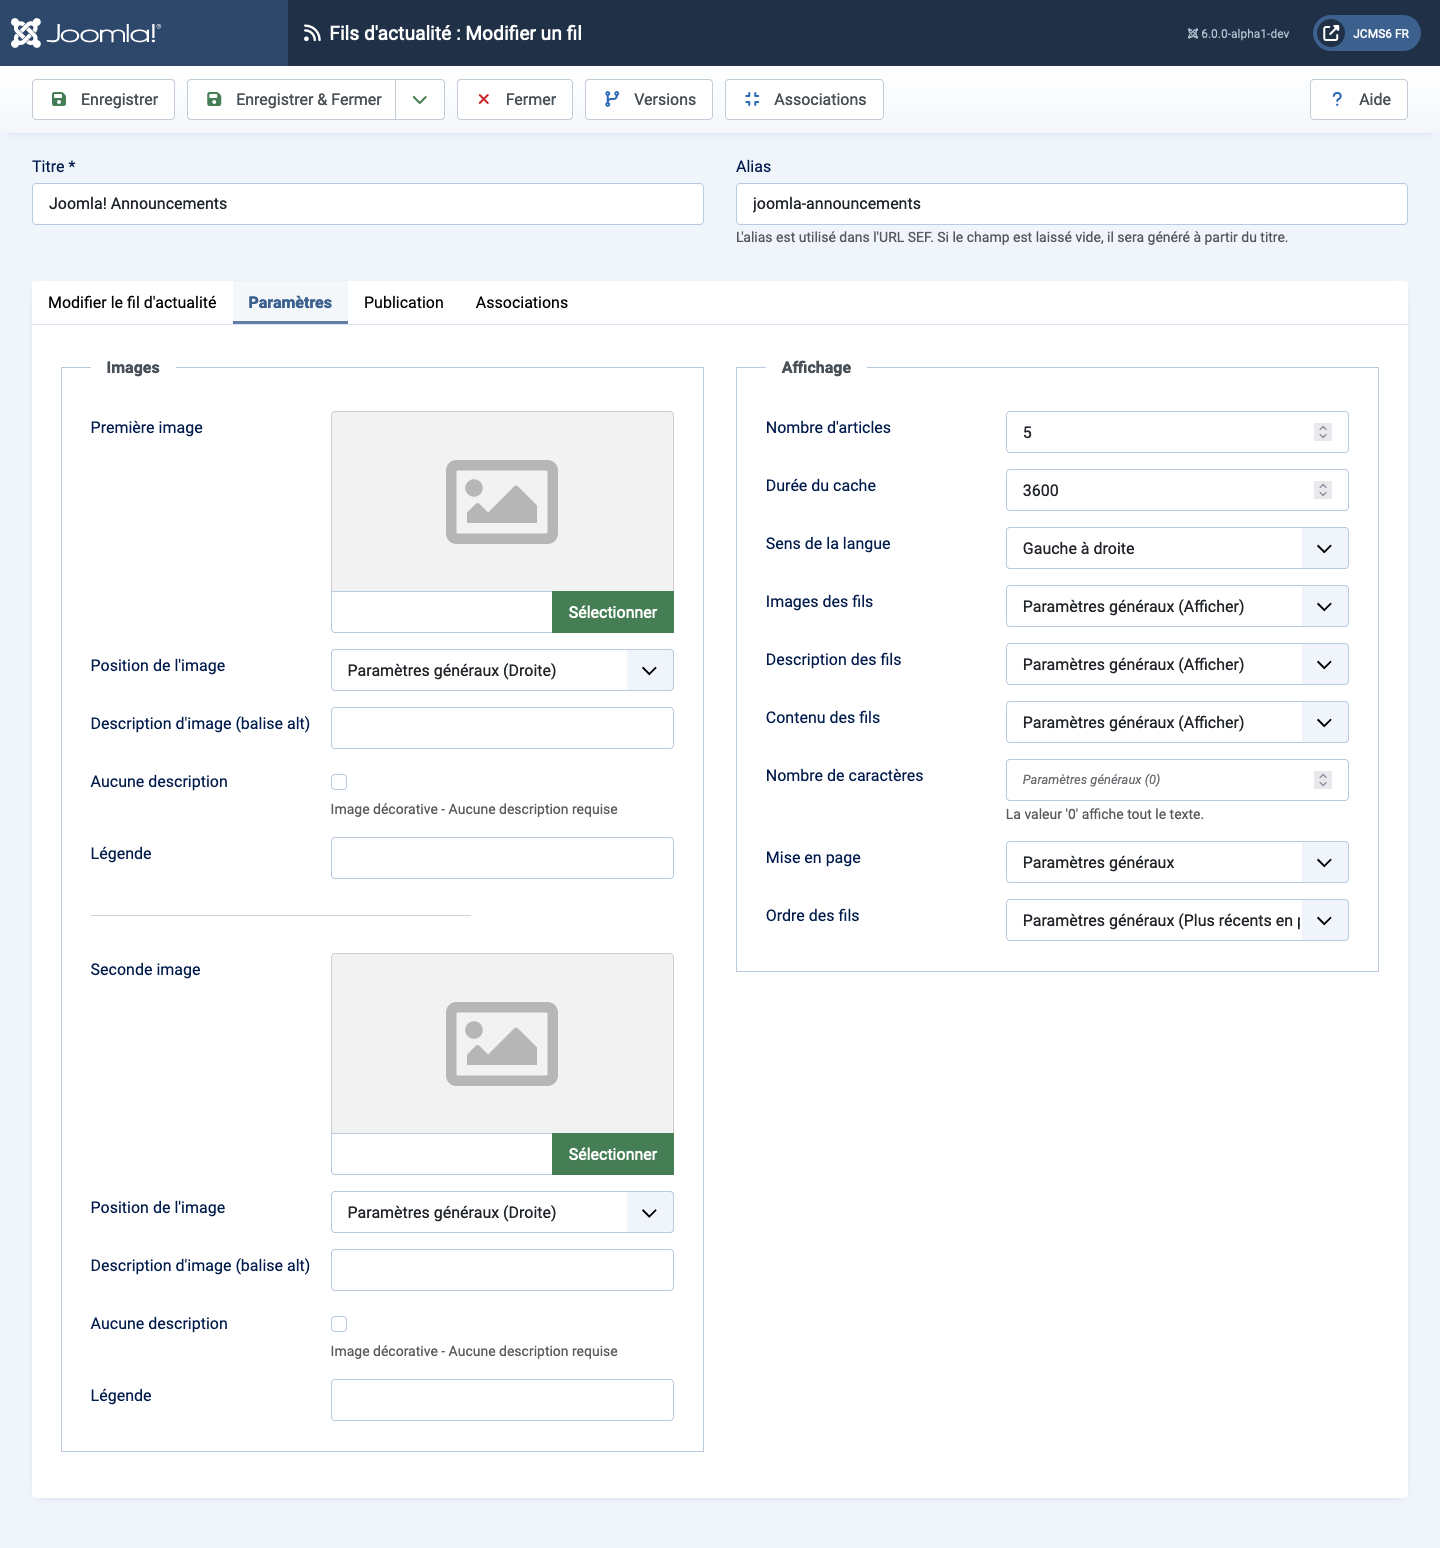 Joomla!®
Fils d'actualité : Modifier un fil
6.0.0-alpha1-dev
JCMS6 FR
Enregistrer
Enregistrer & Fermer
Fermer
Versions
Associations
? Aide
Titre *
Joomla! Announcements
Alias
joomla-announcements
L'alias est utilisé dans l'URL SEF. Si le champ est laissé vide, il sera généré à partir du titre.
Modifier le fil d'actualité
Paramètres
Publication
Associations
Images
Première image
Sélectionner
Position de l'image
Paramètres généraux (Droite)
Description d'image (balise alt)
Aucune description
Image décorative - Aucune description requise
Légende
Seconde image
Sélectionner
Position de l'image
Paramètres généraux (Droite)
Description d'image (balise alt)
Aucune description
Image décorative - Aucune description requise
Légende
Affichage
Nombre d'articles
5
Durée du cache
3600
Sens de la langue
Gauche à droite
Images des fils
Paramètres généraux (Afficher)
Description des fils
Paramètres généraux (Afficher)
Contenu des fils
Paramètres généraux (Afficher)
Nombre de caractères
Paramètres généraux (0)
La valeur '0' affiche tout le texte.
Mise en page
Paramètres généraux
Ordre des fils
Paramètres généraux (Plus récents en